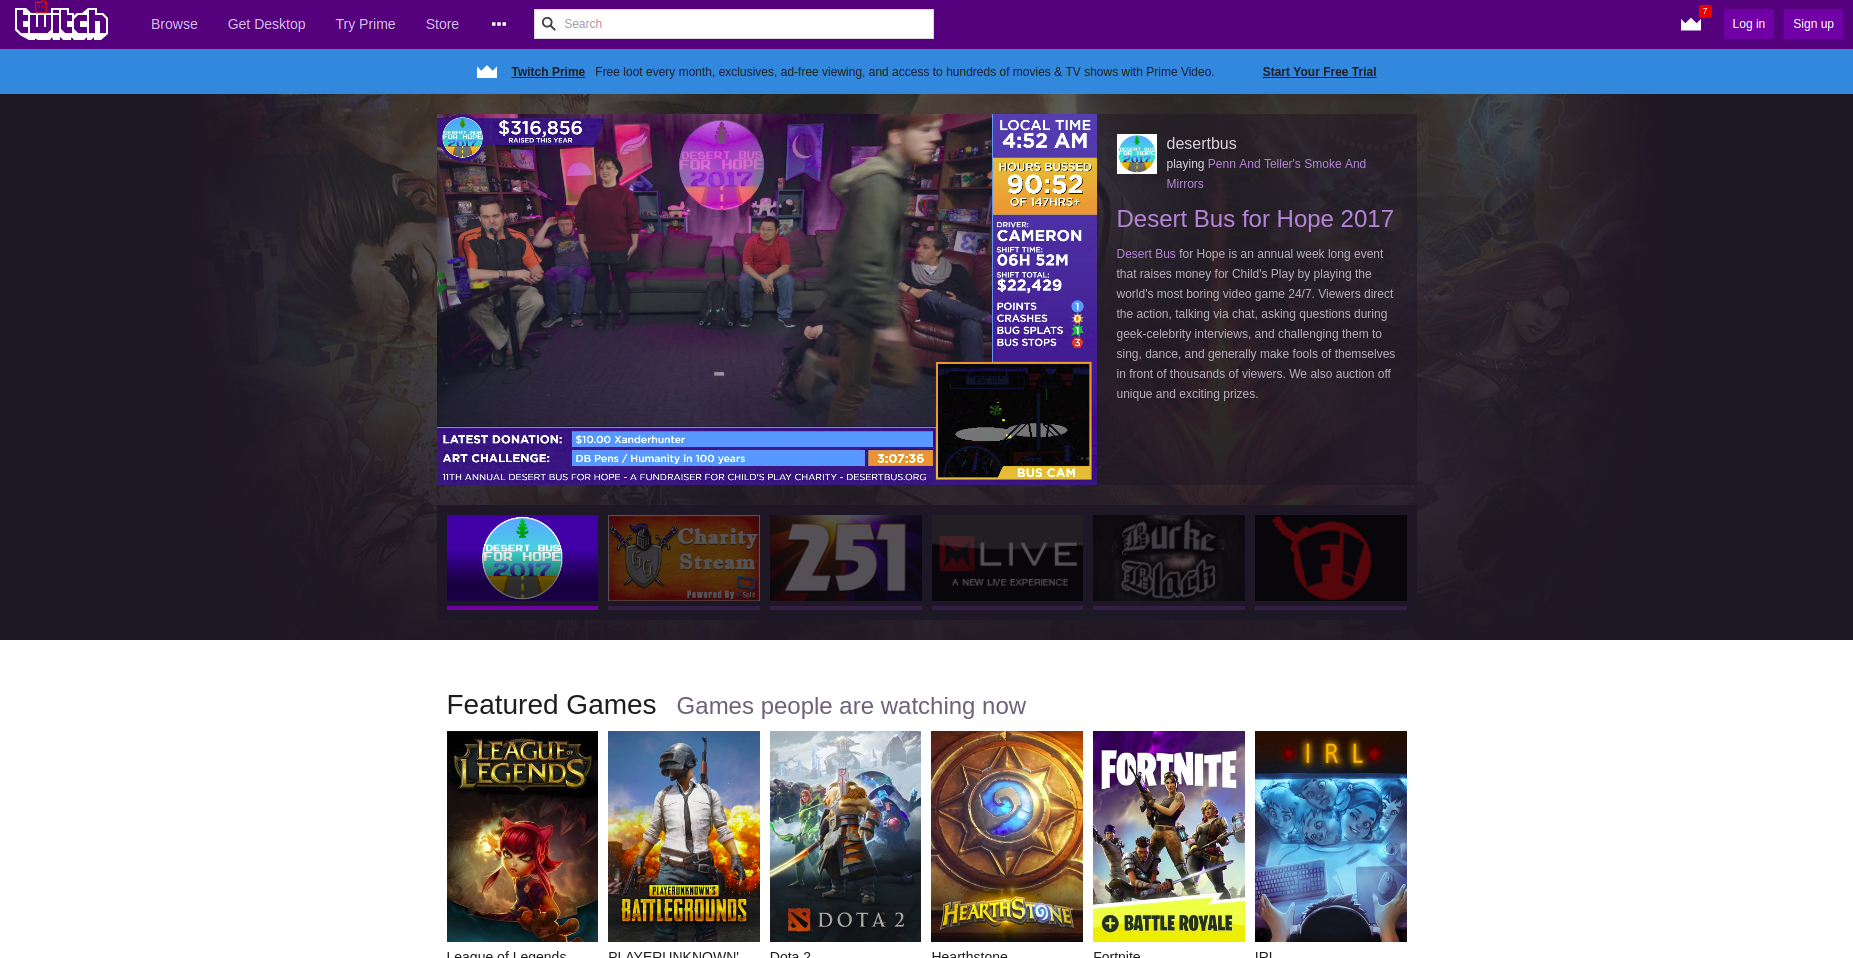 twitch
Browse
Get Desktop
Try Prime
Store
Search
7
Log in
Sign up
Twitch Prime
Free loot every month, exclusives, ad-free viewing, and access to hundreds of movies & TV shows with Prime Video.
Start Your Free Trial
DESERT BUS
FOR HOPE
2017
$316,856
RAISED THIS YEAR
DESERT BUS
FOR HOPE
2017
LOCAL TIME
4:52 AM
HOURS BUSSED
90:52
OF 147HRS+
DRIVER:
CAMERON
SHIFT TIME:
06H 52M
SHIFT TOTAL:
$22,429
POINTS 1
CRASHES 0
BUG SPLATS 1
BUS STOPS 3
BUS CAM
LATEST DONATION: $10.00 Xanderhunter
ART CHALLENGE: DB Pens / Humanity in 100 years 3:07:36
11TH ANNUAL DESERT BUS FOR HOPE - A FUNDRAISER FOR CHILD'S PLAY CHARITY - DESERTBUS.ORG
desertbus
playing Penn And Teller's Smoke And
Mirrors
Desert Bus for Hope 2017
Desert Bus for Hope is an annual week long event
that raises money for Child's Play by playing the
world's most boring video game 24/7. Viewers direct
the action, talking via chat, asking questions during
geek-celebrity interviews, and challenging them to
sing, dance, and generally make fools of themselves
in front of thousands of viewers. We also auction off
unique and exciting prizes.
DESERT BUS
FOR HOPE
2017
Charity
Stream
Powered By XSplit
251
LIVE
A NEW LIVE EXPERIENCE
Burke
Black
Featured Games
Games people are watching now
LEAGUE OF
LEGENDS
PLAYERUNKNOWN'S
BATTLEGROUNDS
DOTA 2
HEARTHSTONE
FORTNITE
BATTLE ROYALE
IRL
League of Legends
PLAYERUNKNOWN'
Dota 2
Hearthstone
Fortnite
IRL